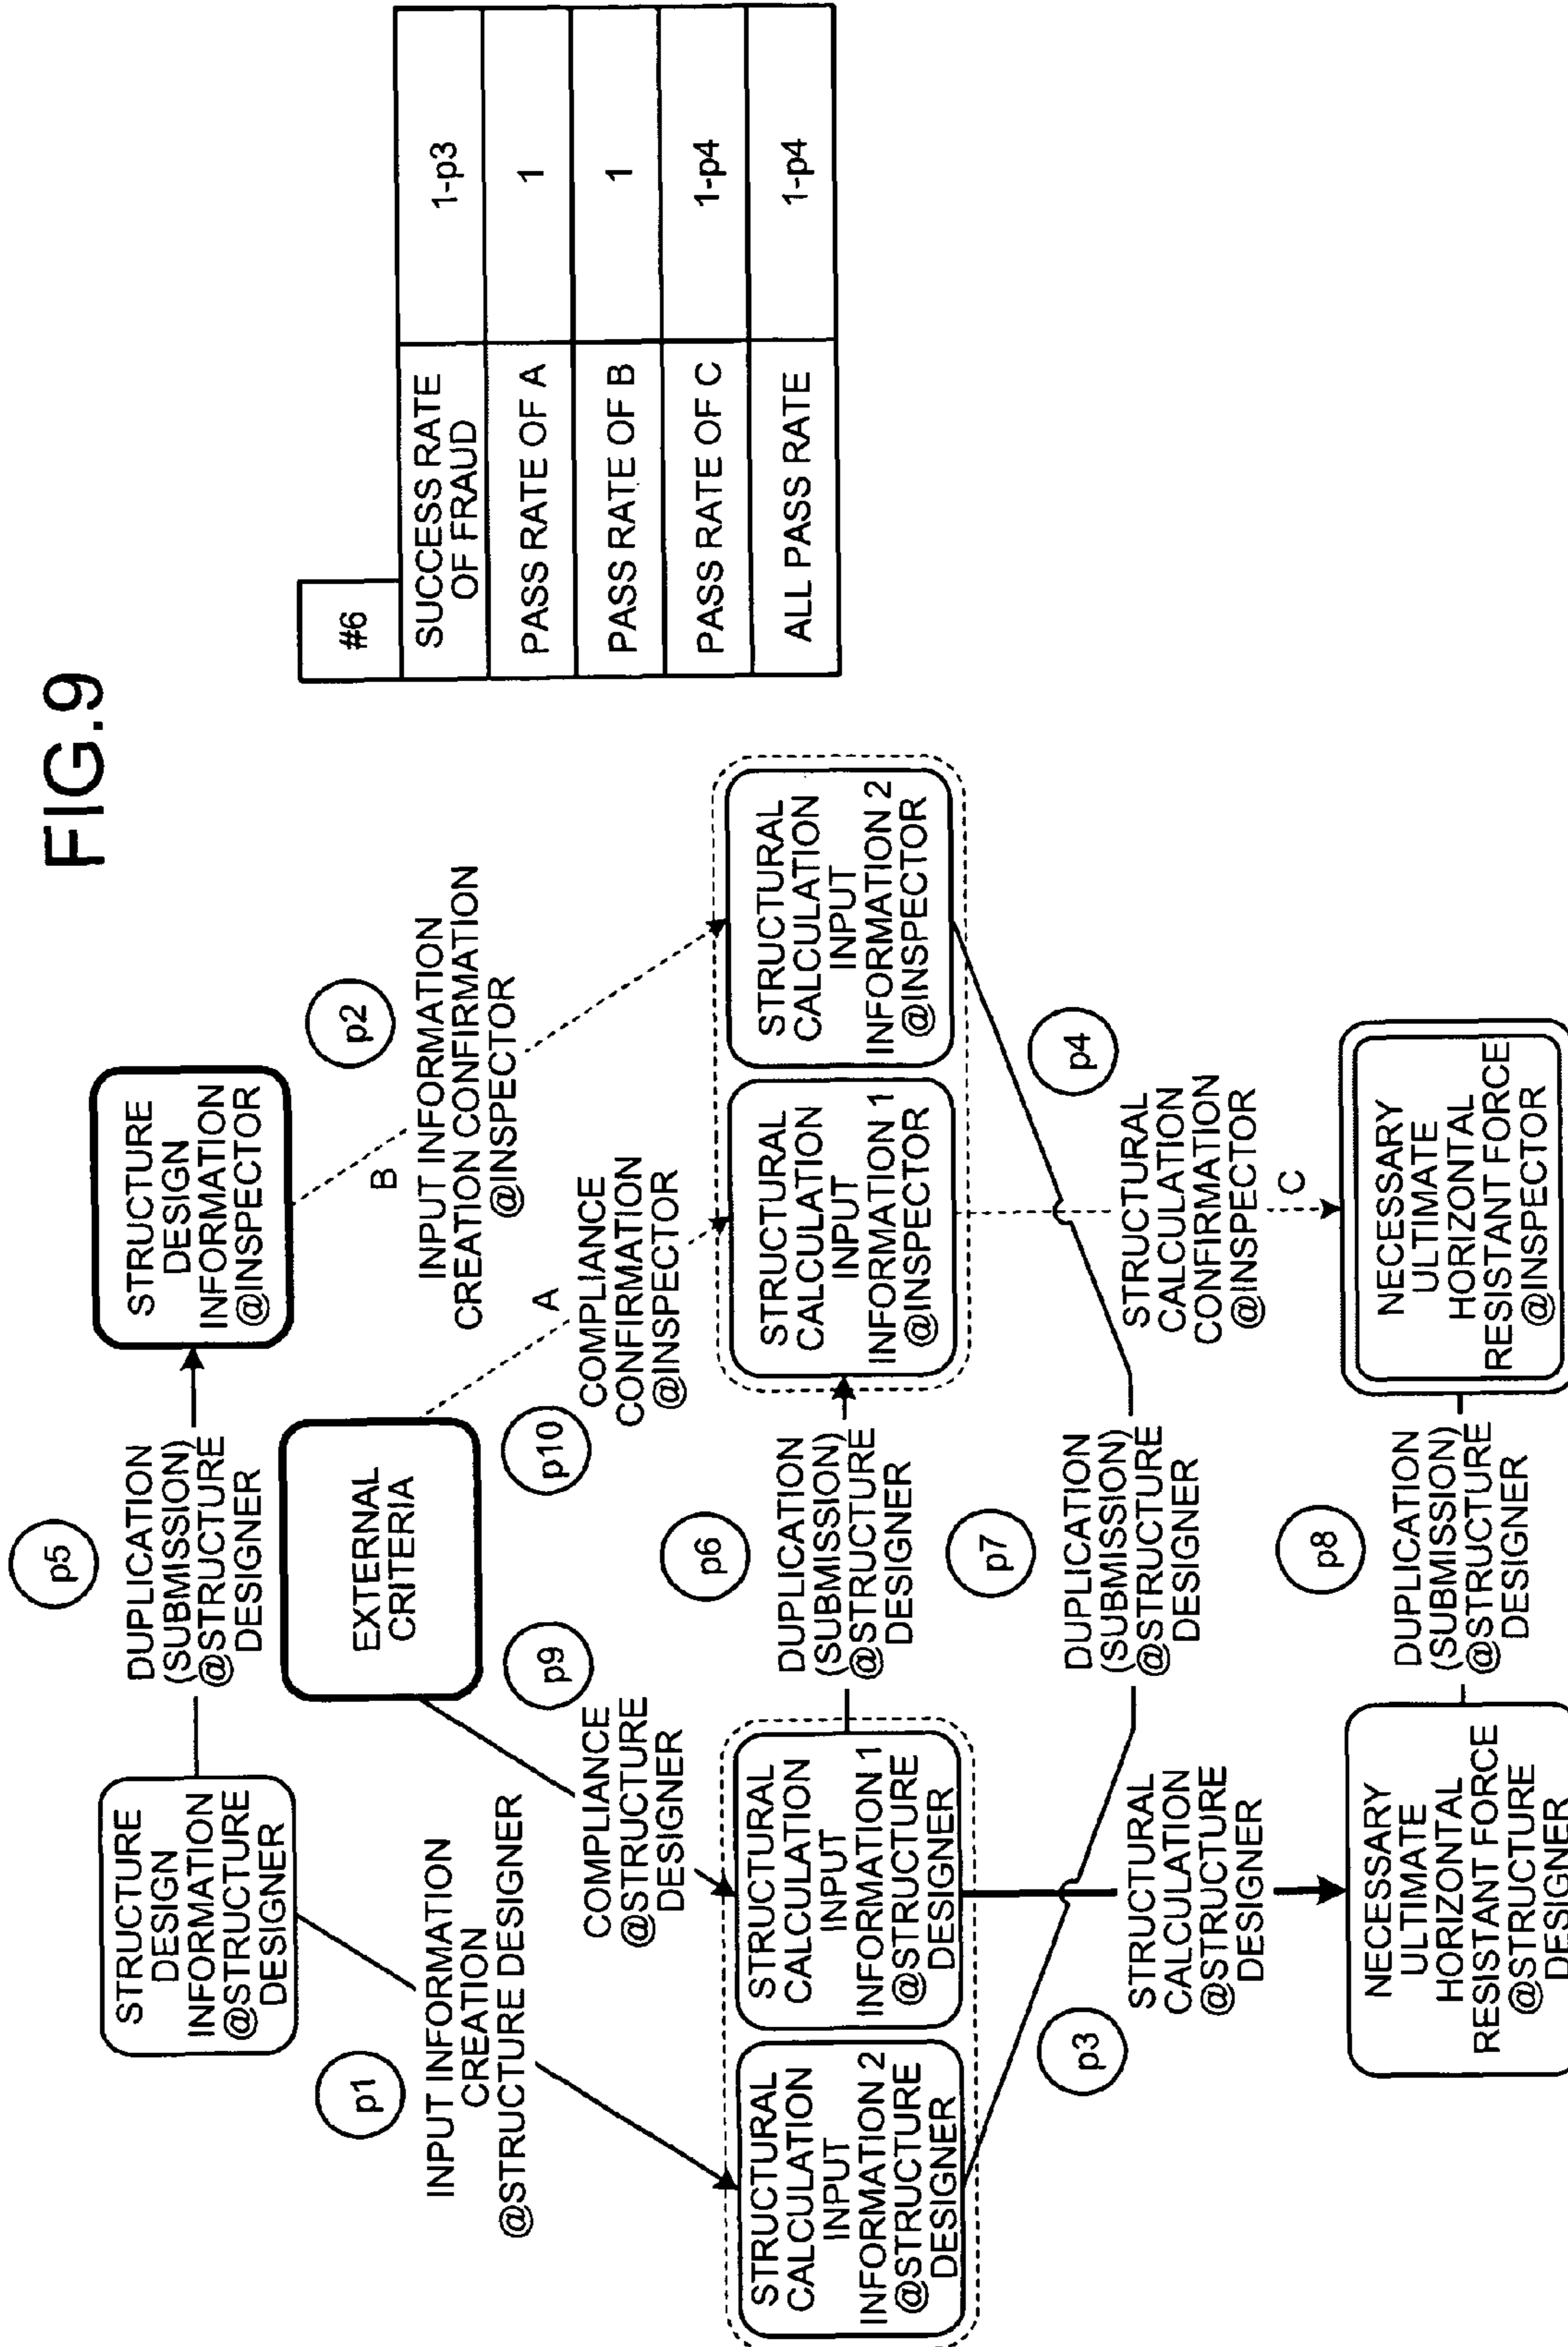 FIG.9
p5
STRUCTURE
DESIGN
INFORMATION
@STRUCTURE
DESIGNER
DUPLICATION
(SUBMISSION)
@STRUCTURE
DESIGNER
STRUCTURE
DESIGN
INFORMATION
@INSPECTOR
EXTERNAL
CRITERIA
p1
INPUT INFORMATION
CREATION
@STRUCTURE DESIGNER
p9
COMPLIANCE
@STRUCTURE
DESIGNER
p10
A
COMPLIANCE
CONFIRMATION
@INSPECTOR
p2
B
INPUT INFORMATION
CREATION CONFIRMATION
@INSPECTOR
STRUCTURAL
CALCULATION
INPUT
INFORMATION 2
@STRUCTURE
DESIGNER
STRUCTURAL
CALCULATION
INPUT
INFORMATION 1
@STRUCTURE
DESIGNER
p6
DUPLICATION
(SUBMISSION)
@STRUCTURE
DESIGNER
STRUCTURAL
CALCULATION
INPUT
INFORMATION 1
@INSPECTOR
STRUCTURAL
CALCULATION
INPUT
INFORMATION 2
@INSPECTOR
p3
STRUCTURAL
CALCULATION
@STRUCTURE
DESIGNER
p7
DUPLICATION
(SUBMISSION)
@STRUCTURE
DESIGNER
p4
STRUCTURAL
CALCULATION
CONFIRMATION
@INSPECTOR
C
NECESSARY
ULTIMATE
HORIZONTAL
RESISTANT FORCE
@STRUCTURE
DESIGNER
p8
DUPLICATION
(SUBMISSION)
@STRUCTURE
DESIGNER
NECESSARY
ULTIMATE
HORIZONTAL
RESISTANT FORCE
@INSPECTOR
#6
SUCCESS RATE
OF FRAUD
1-p3
PASS RATE OF A
1
PASS RATE OF B
1
PASS RATE OF C
1-p4
ALL PASS RATE
1-p4